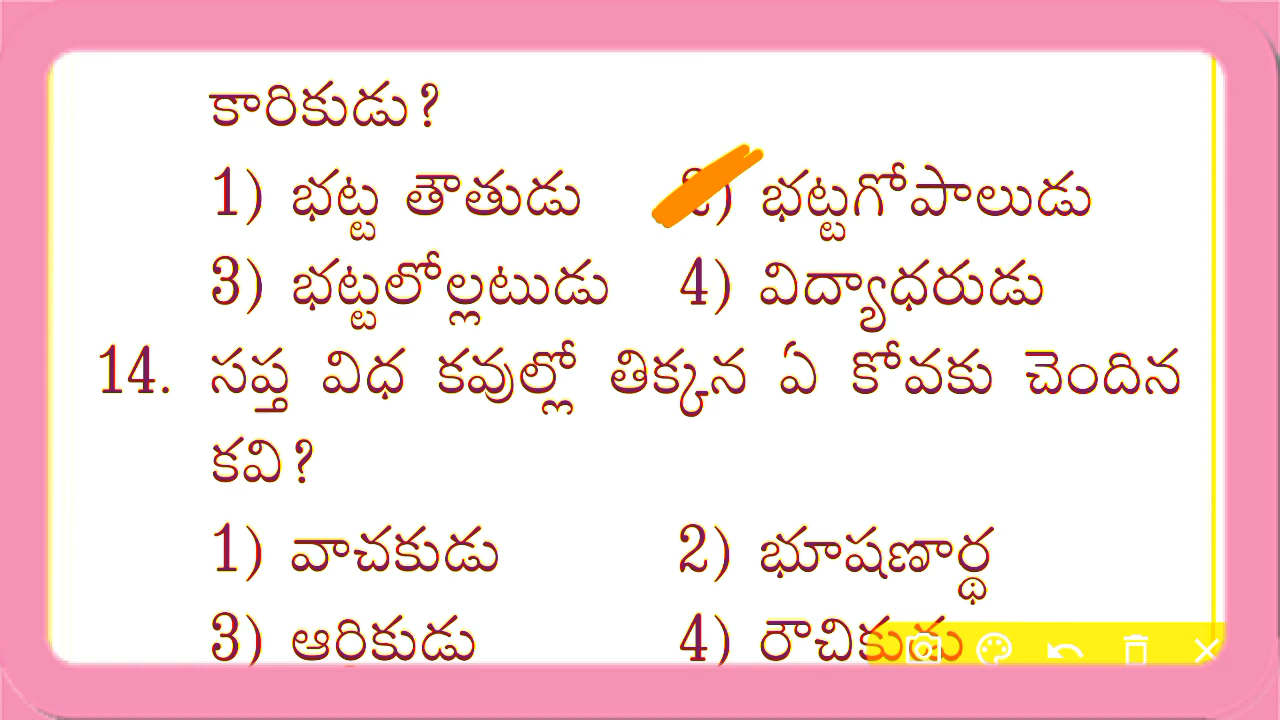 కారికుడు?
1) భట్ట తౌతుడు 2) భట్టగోపాలుడు
3) భట్టలోల్లటుడు 4) విద్యాధరుడు
14. సప్త విధ కవుల్లో తిక్కన ఏ కోవకు చెందిన
కవి?
1) వాచకుడు 2) భూషణార్థ
3) ఆరికుడు 4) రౌచికుడు